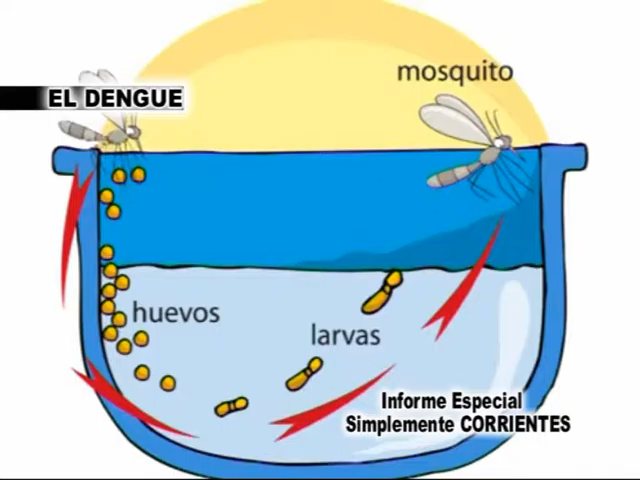 mosquito
EL DENGUE
huevos
larvas
Informe Especial
Simplemente CORRIENTES